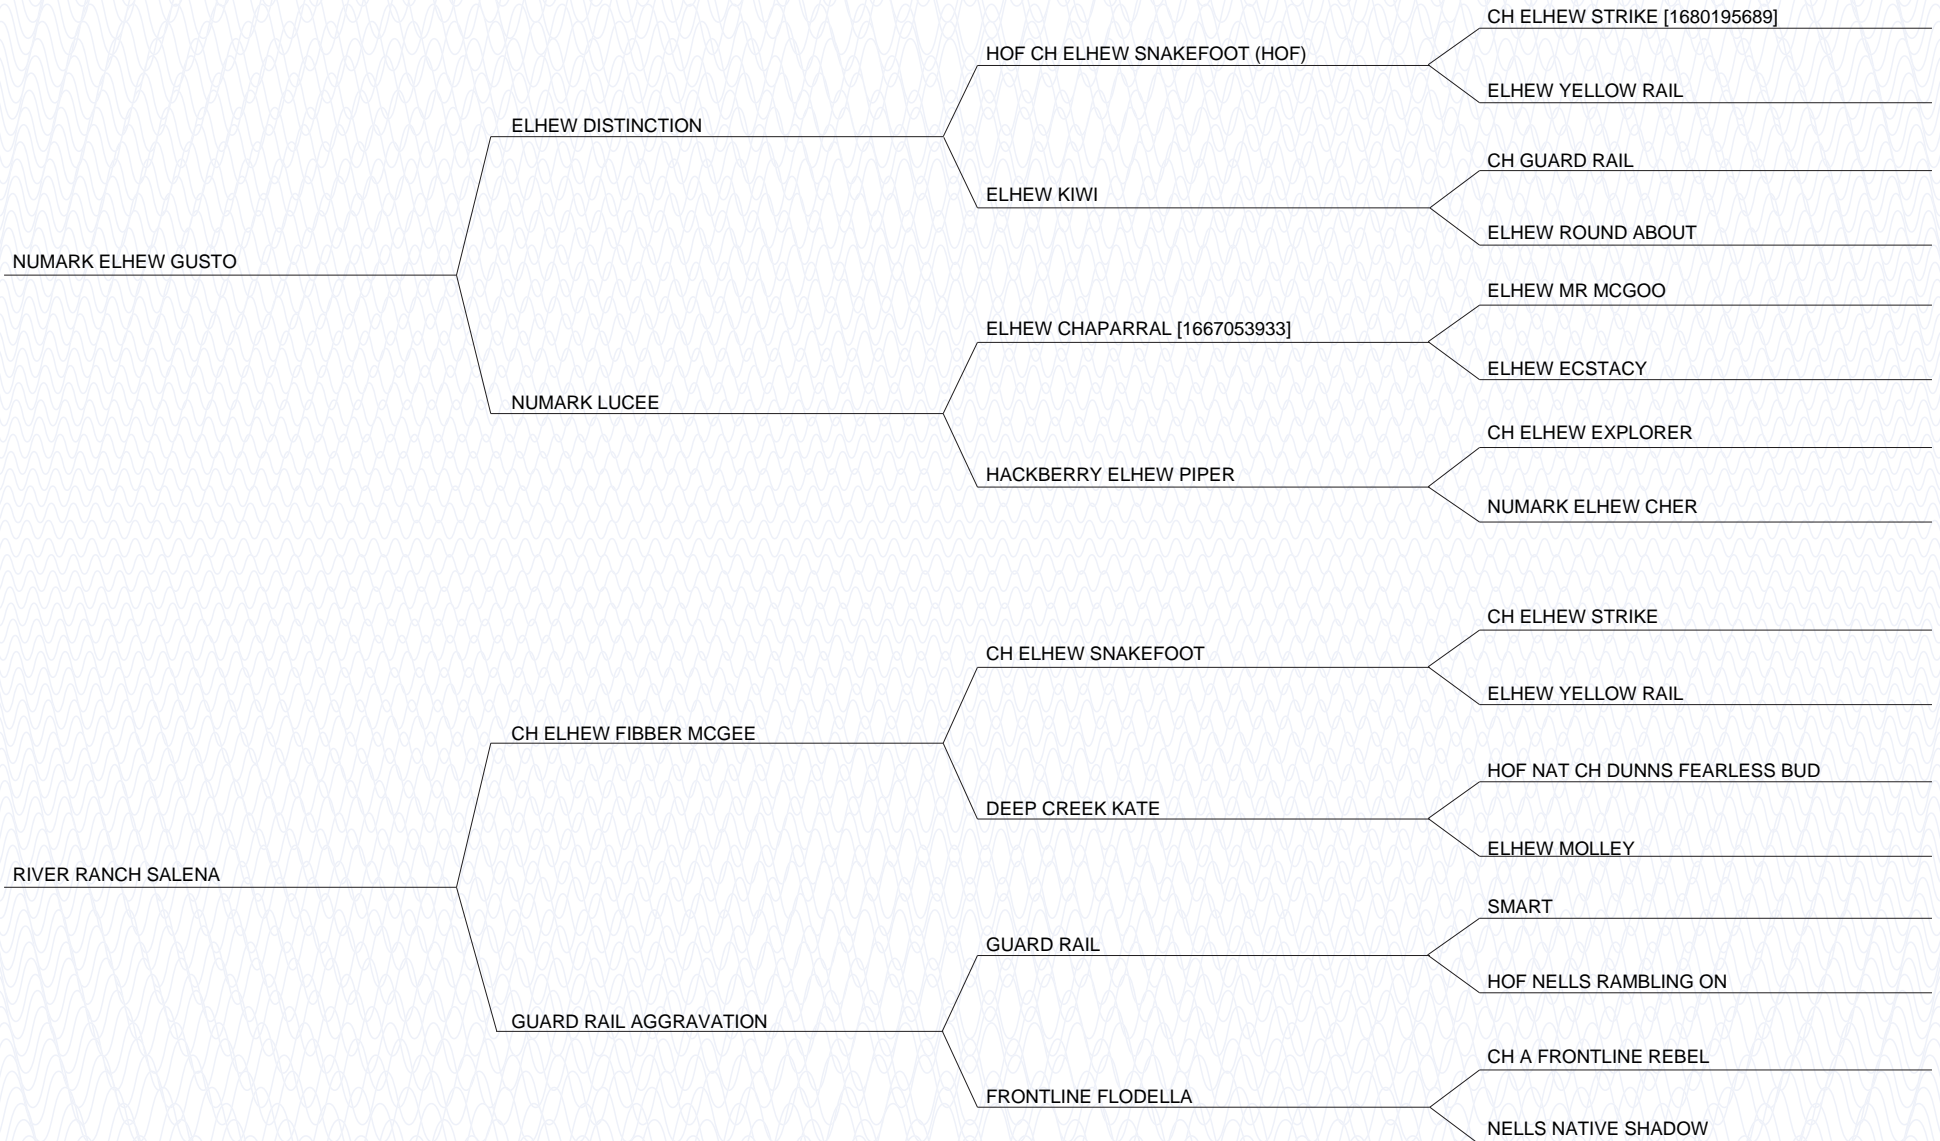 CH ELHEW STRIKE [1680195689]
HOF CH ELHEW SNAKEFOOT (HOF)
ELHEW YELLOW RAIL
ELHEW DISTINCTION
CH GUARD RAIL
ELHEW KIWI
ELHEW ROUND ABOUT
NUMARK ELHEW GUSTO
ELHEW MR MCGOO
ELHEW CHAPARRAL [1667053933]
ELHEW ECSTACY
NUMARK LUCEE
CH ELHEW EXPLORER
HACKBERRY ELHEW PIPER
NUMARK ELHEW CHER
CH ELHEW STRIKE
CH ELHEW SNAKEFOOT
ELHEW YELLOW RAIL
CH ELHEW FIBBER MCGEE
HOF NAT CH DUNNS FEARLESS BUD
DEEP CREEK KATE
ELHEW MOLLEY
RIVER RANCH SALENA
SMART
GUARD RAIL
HOF NELLS RAMBLING ON
GUARD RAIL AGGRAVATION
CH A FRONTLINE REBEL
FRONTLINE FLODELLA
NELLS NATIVE SHADOW